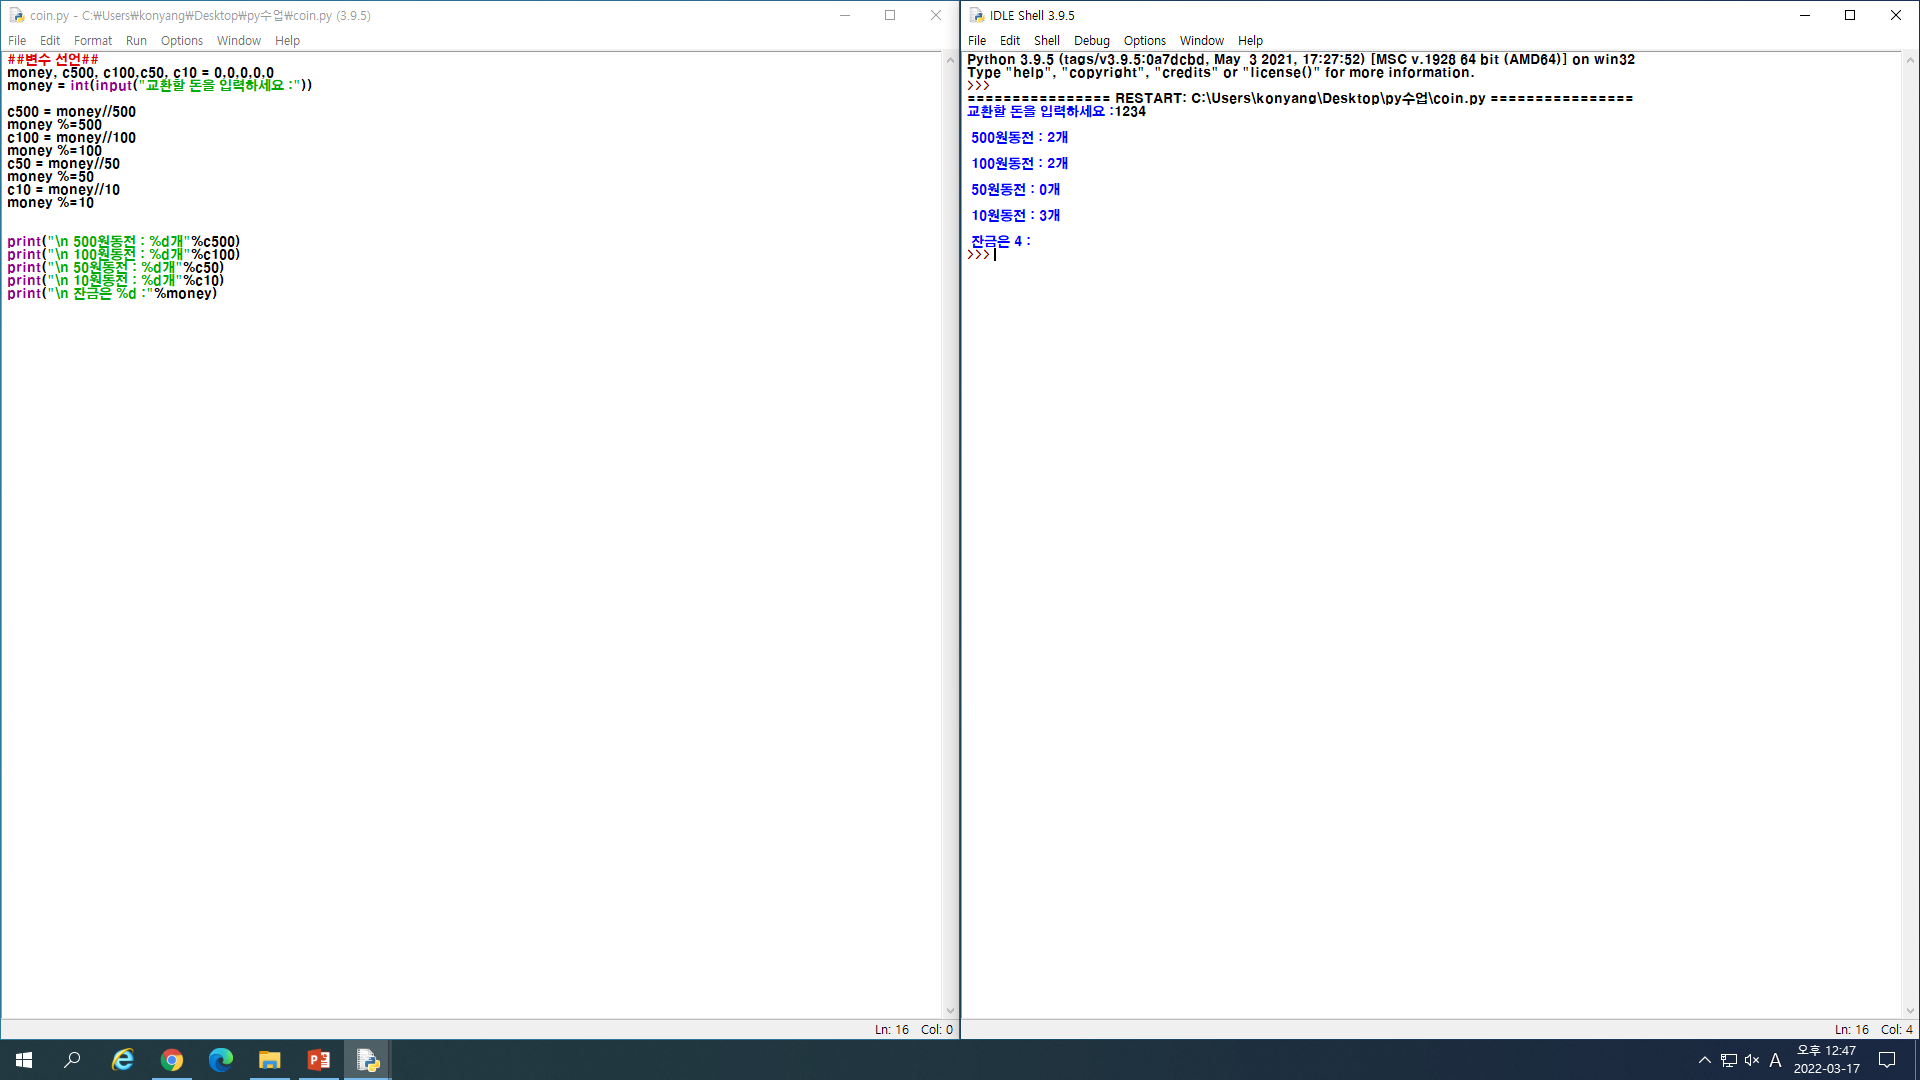 coin.py - C:₩Users₩konyang₩Desktop₩py수업₩coin.py (3.9.5)
File Edit Format Run Options Window Help
##변수 선언##
money, c500, c100,c50, c10 = 0,0,0,0,0
money = int(input("교환할 돈을 입력하세요 :"))
c500 = money//500
money %=500
c100 = money//100
money %=100
c50 = money//50
money %=50
c10 = money//10
money %=10
print("\n 500원동전 : %d개"%c500)
print("\n 100원동전 : %d개"%c100)
print("\n 50원동전 : %d개"%c50)
print("\n 10원동전 : %d개"%c10)
print("\n 잔금은 %d :"%money)
Ln: 16 Col: 0
IDLE Shell 3.9.5
File Edit Shell Debug Options Window Help
Python 3.9.5 (tags/v3.9.5:0a7dcbd, May  3 2021, 17:27:52) [MSC v.1928 64 bit (AMD64)] on win32
Type "help", "copyright", "credits" or "license()" for more information.
>>>
================ RESTART: C:\Users\konyang\Desktop\py수업\coin.py ================
교환할 돈을 입력하세요 :1234
500원동전 : 2개
100원동전 : 2개
50원동전 : 0개
10원동전 : 3개
잔금은 4 :
>>>
Ln: 16 Col: 4
A
오후 12:47
2022-03-17